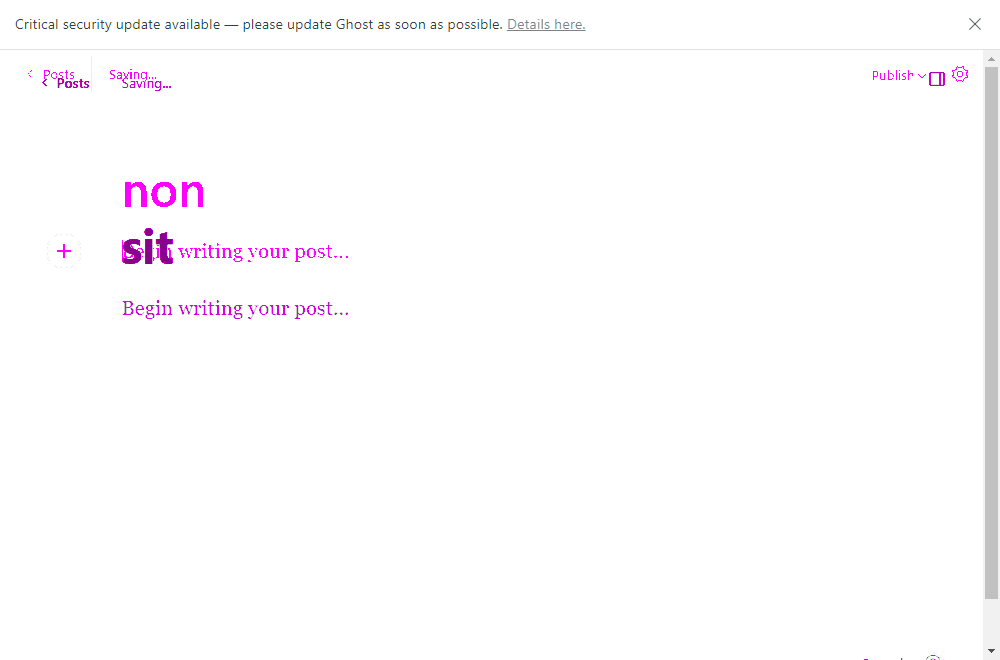 Critical security update available — please update Ghost as soon as possible. Details here.
Posts Saving... Publish
Posts Saving...
non
sit
Begin writing your post...
Begin writing your post...